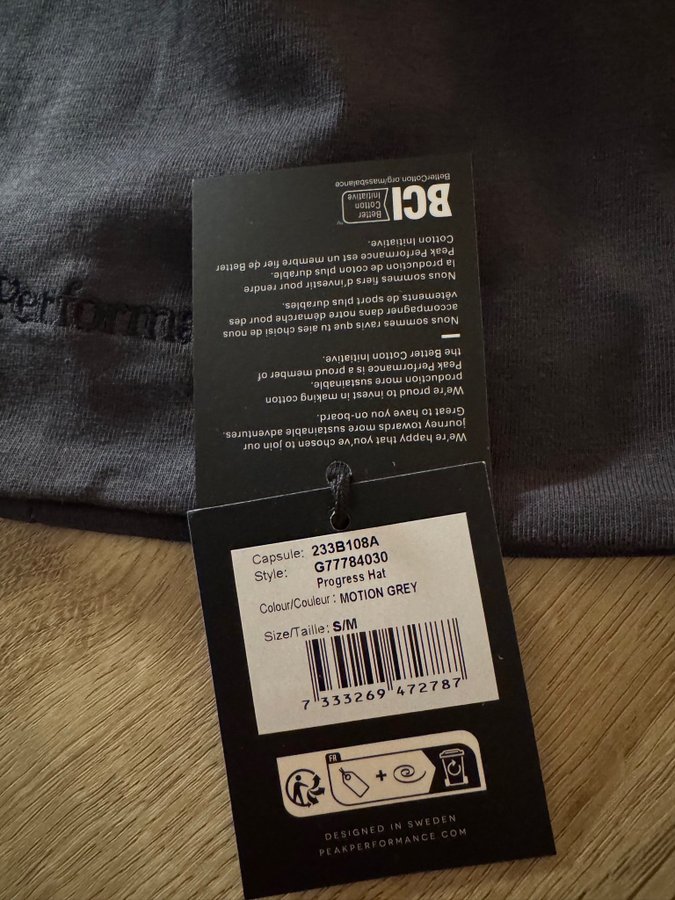 Performa
We're happy that you've chosen to join our
journey towards more sustainable adventures.
Great to have you on-board.
We're proud to invest in making cotton
production more sustainable.
Peak Performance is a proud member of
the Better Cotton Initiative.
Nous sommes ravis que tu aies choisi de nous
accompagner dans notre démarche pour des
vêtements de sport plus durables.
Nous sommes fiers d'investir pour rendre
la production de coton plus durable.
Peak Performance est un membre fier de Better
Cotton Initiative.
BCI
Better
Cotton
Initiative
TM
BetterCotton.org/massbalance
Capsule: 233B108A
Style: G77784030
Progress Hat
Colour/Couleur: MOTION GREY
Size/Taille: S/M
7 333269 472787
FR
+
DESIGNED IN SWEDEN
PEAKPERFORMANCE.COM